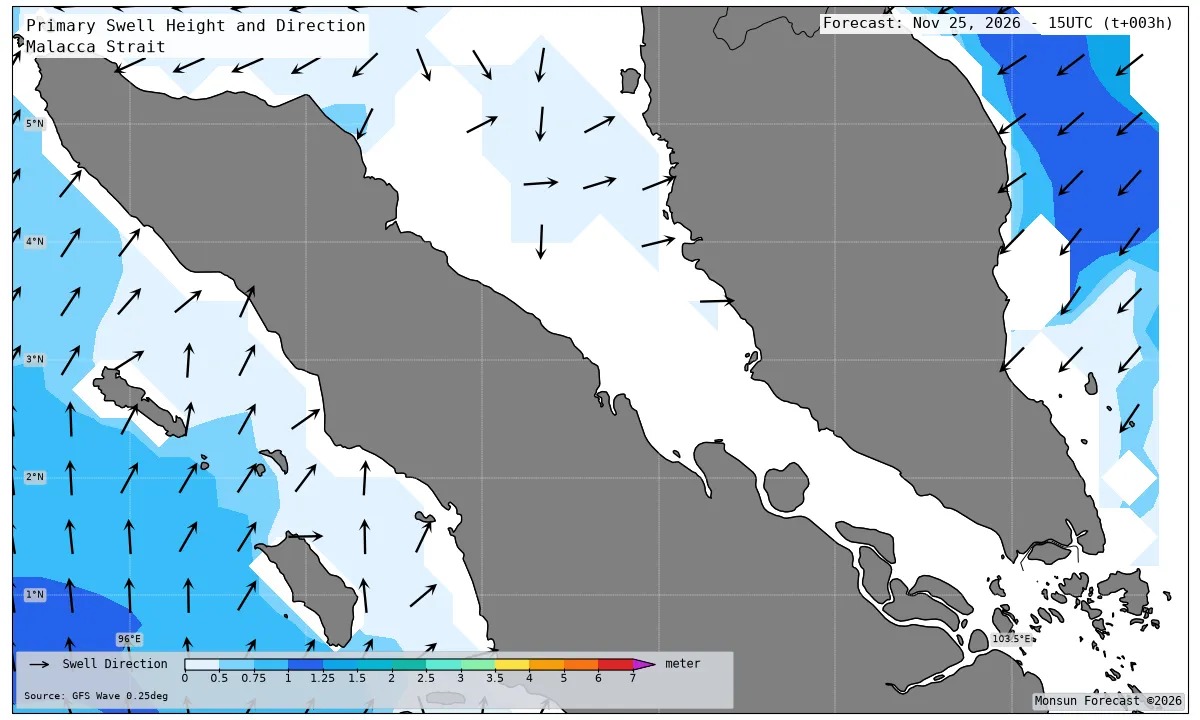 Primary Swell Height and Direction
Malacca Strait
Forecast: Nov 25, 2026 - 15UTC (t+003h)
5°N
4°N
3°N
2°N
1°N
96°E
103.5°E
Swell Direction
0 0.5 0.75 1 1.25 1.5 2 2.5 3 3.5 4 5 6 7
meter
Source: GFS Wave 0.25deg
Monsun Forecast ©2026